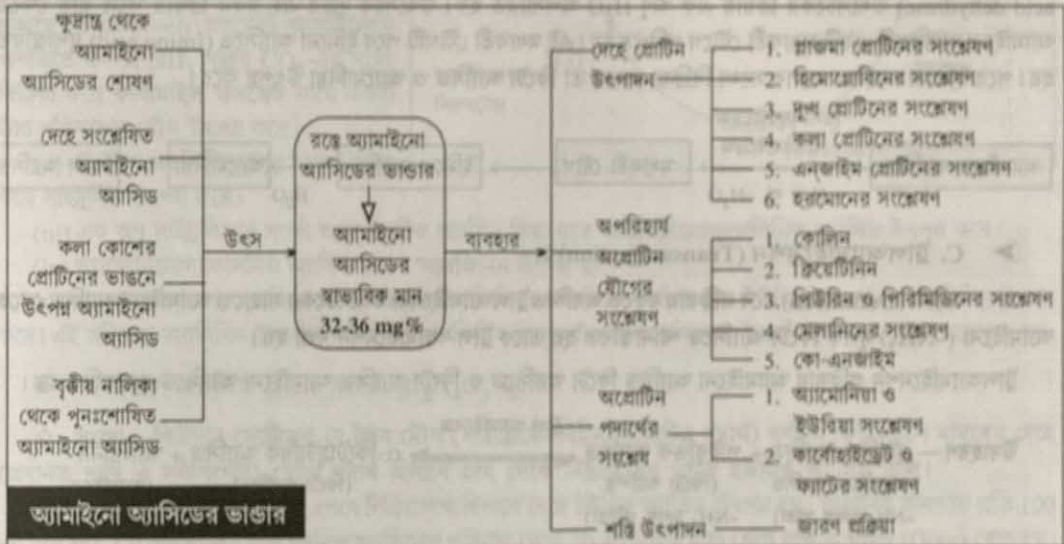 ক্ষুদ্রান্ত্র থেকে
অ্যামাইনো
অ্যাসিডের শোষণ
দেহে সংশ্লেষিত
অ্যামাইনো
অ্যাসিড
কলা কোশের
প্রোটিনের ভাঙনে
উৎপন্ন অ্যামাইনো
অ্যাসিড
বৃক্কীয় নালিকা
থেকে পুনঃশোষিত
অ্যামাইনো অ্যাসিড
উৎস
রক্তে অ্যামাইনো
অ্যাসিডের ভান্ডার
অ্যামাইনো
অ্যাসিডের
স্বাভাবিক মান
32-36 mg%
ব্যবহার
দেহে প্রোটিন
উৎপাদন
1. প্লাজমা প্রোটিনের সংশ্লেষণ
2. হিমোগ্লোবিনের সংশ্লেষণ
3. দুগ্ধ প্রোটিনের সংশ্লেষণ
4. কলা প্রোটিনের সংশ্লেষণ
5. এনজাইম প্রোটিনের সংশ্লেষণ
6. হরমোনের সংশ্লেষণ
অপরিহার্য
অপ্রোটিন
যৌগের
সংশ্লেষণ
1. কোলিন
2. ক্রিয়েটিনিন
3. পিউরিন ও পিরিমিডিনের সংশ্লেষণ
4. মেলানিনের সংশ্লেষণ
5. কো-এনজাইম
অপ্রোটিন
পদার্থের
সংশ্লেষ
1. অ্যামোনিয়া ও
ইউরিয়া সংশ্লেষণ
2. কার্বোহাইড্রেট ও
ফ্যাটের সংশ্লেষণ
শক্তি উৎপাদন
জারণ প্রক্রিয়া
অ্যামাইনো অ্যাসিডের ভান্ডার